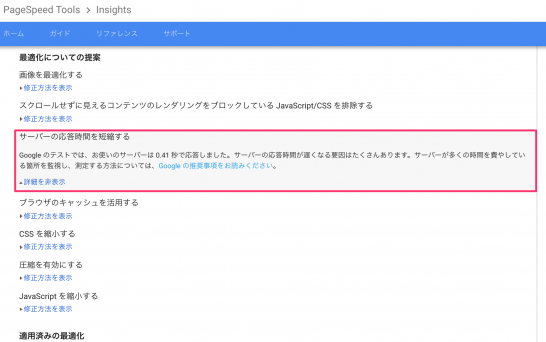 PageSpeed Tools > Insights
ホーム ガイド リファレンス サポート
最適化についての提案
画像を最適化する
修正方法を表示
スクロールせずに見えるコンテンツのレンダリングをブロックしている JavaScript/CSS を排除する
修正方法を表示
サーバーの応答時間を短縮する
Google のテストでは、お使いのサーバーは 0.41 秒で応答しました。サーバーの応答時間が遅くなる要因はたくさんあります。サーバーが多くの時間を費やしてい
る箇所を監視し、測定する方法については、Google の推奨事項をお読みください。
詳細を非表示
ブラウザのキャッシュを活用する
修正方法を表示
CSS を縮小する
修正方法を表示
圧縮を有効にする
修正方法を表示
JavaScript を縮小する
修正方法を表示
適用済みの最適化